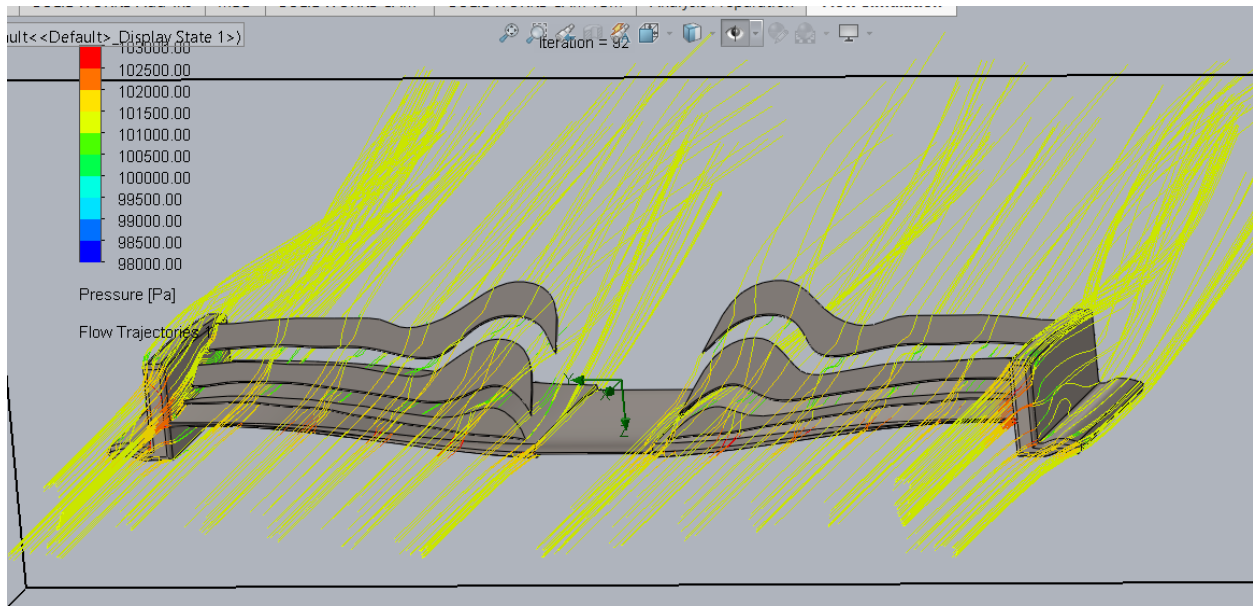 ault<<Default>_Display State 1>)
Iteration = 92
103000.00
102500.00
102000.00
101500.00
101000.00
100500.00
100000.00
99500.00
99000.00
98500.00
98000.00
Pressure [Pa]
Flow Trajectories 1
Y
X
Z